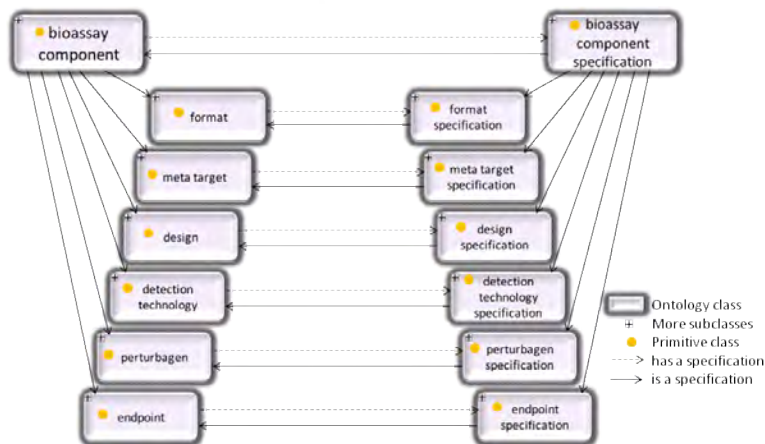 bioassay
component
bioassay
component
specification
format
format
specification
meta target
meta target
specification
design
design
specification
detection
technology
detection
technology
specification
perturbagen
perturbagen
specification
endpoint
endpoint
specification
Ontology class
More subclasses
Primitive class
has a specification
is a specification